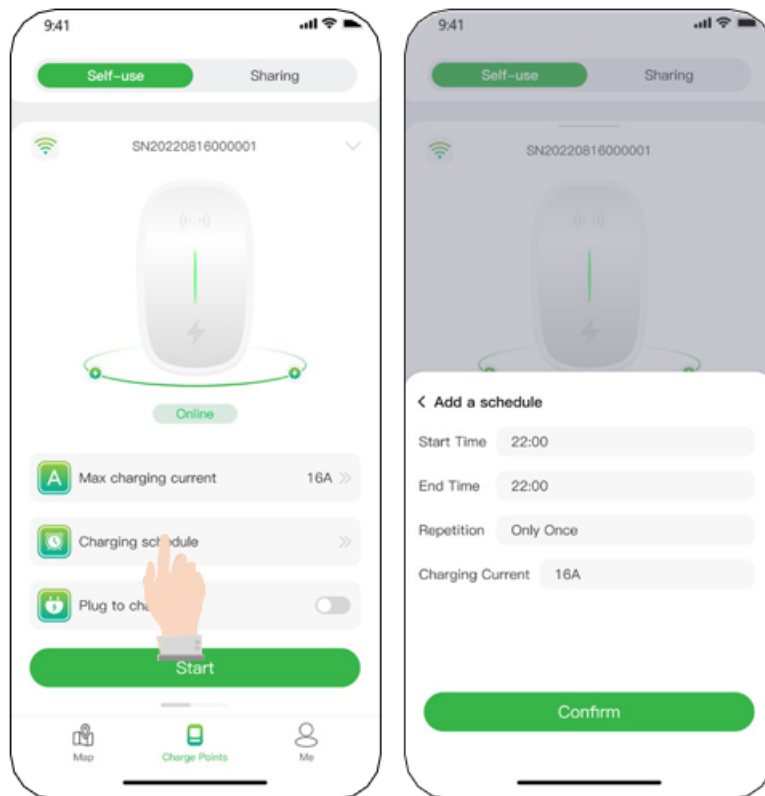 9:41
Self-use Sharing
SN20220816000001
Online
A Max charging current 16A
Charging schedule
Plug to
Start
Map Charge Points Me
9:41
Self-use Sharing
SN20220816000001
Add a schedule
Start Time 22:00
End Time 22:00
Repetition Only Once
Charging Current 16A
Confirm